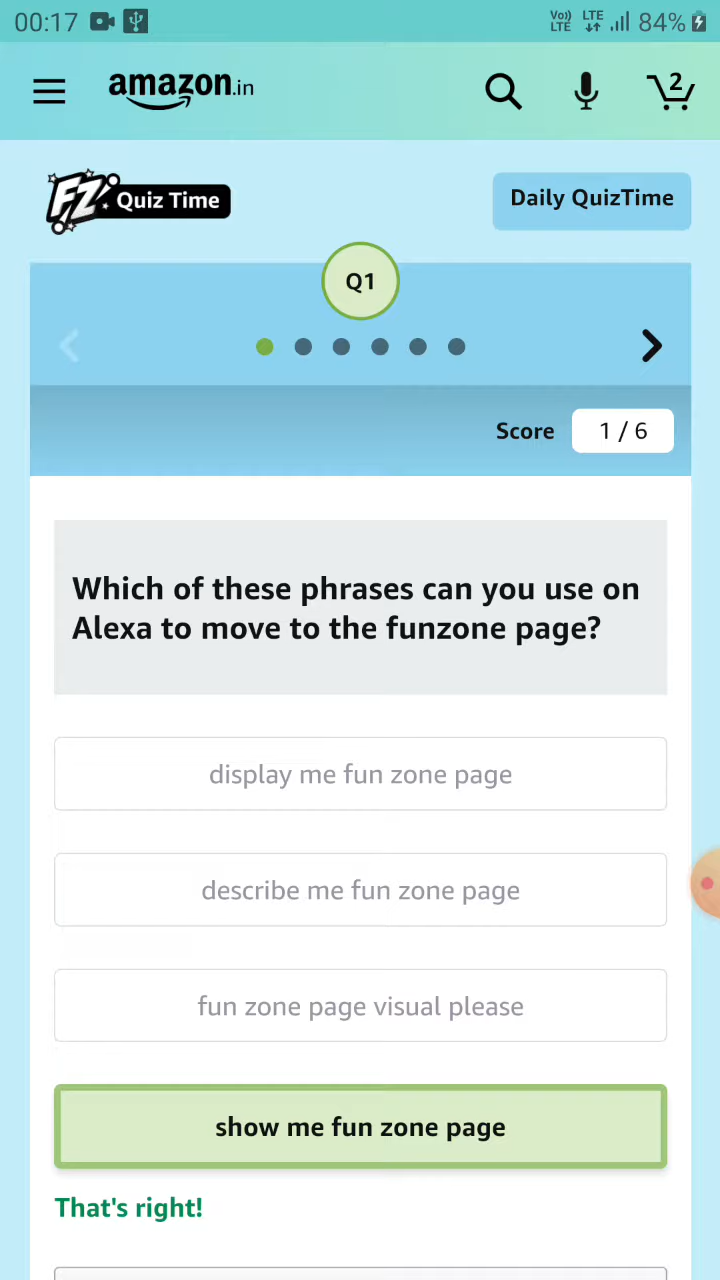 00:17 Vo)) LTE LTE 84%
amazon.in 2
FZ Quiz Time Daily QuizTime
Q1
Score 1 / 6
Which of these phrases can you use on
Alexa to move to the funzone page?
display me fun zone page
describe me fun zone page
fun zone page visual please
show me fun zone page
That's right!